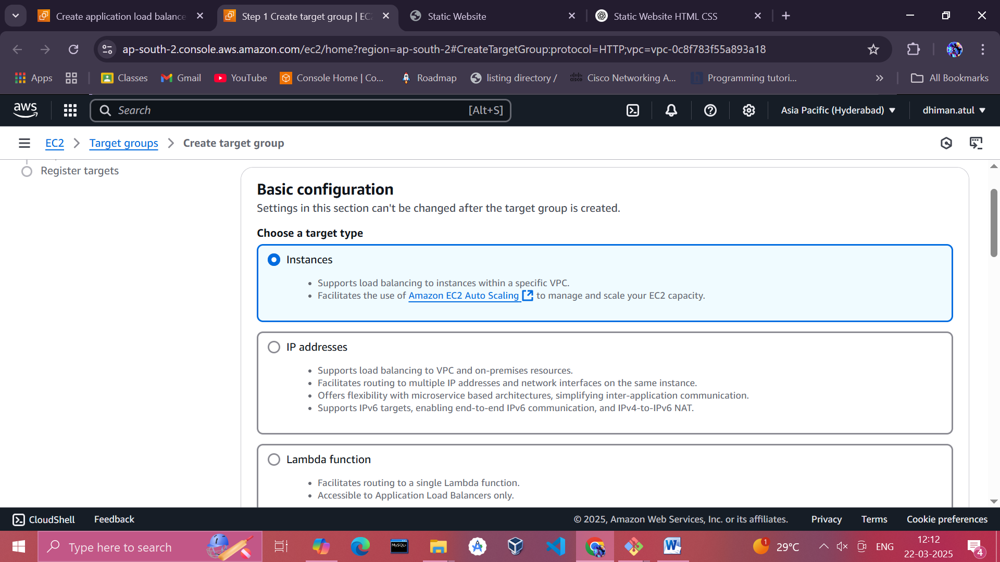 Create application load balance
Step 1 Create target group | EC2
Static Website
Static Website HTML CSS
ap-south-2.console.aws.amazon.com/ec2/home?region=ap-south-2#CreateTargetGroup:protocol=HTTP;vpc=vpc-0c8f783f55a893a18
Apps
Classes
Gmail
YouTube
Console Home | Co...
Roadmap
listing directory /
Cisco Networking A...
Programming tutori...
All Bookmarks
aws
Search
[Alt+S]
Asia Pacific (Hyderabad)
dhiman.atul
EC2
Target groups
Create target group
Register targets
Basic configuration
Settings in this section can't be changed after the target group is created.
Choose a target type
Instances
• Supports load balancing to instances within a specific VPC.
• Facilitates the use of Amazon EC2 Auto Scaling to manage and scale your EC2 capacity.
IP addresses
• Supports load balancing to VPC and on-premises resources.
• Facilitates routing to multiple IP addresses and network interfaces on the same instance.
• Offers flexibility with microservice based architectures, simplifying inter-application communication.
• Supports IPv6 targets, enabling end-to-end IPv6 communication, and IPv4-to-IPv6 NAT.
Lambda function
• Facilitates routing to a single Lambda function.
• Accessible to Application Load Balancers only.
CloudShell
Feedback
© 2025, Amazon Web Services, Inc. or its affiliates.
Privacy
Terms
Cookie preferences
Type here to search
MySQL
1
29°C
ENG
12:12
22-03-2025
4